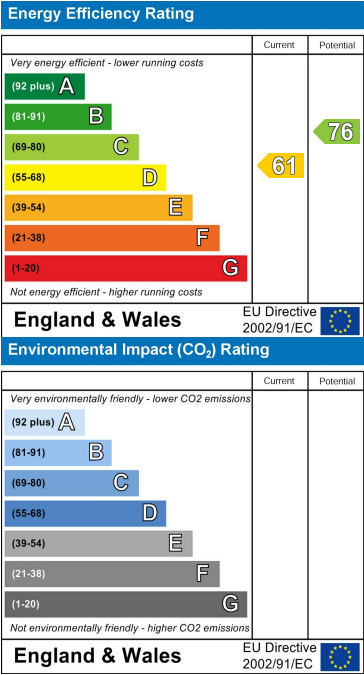 Energy Efficiency Rating
Current Potential
Very energy efficient - lower running costs
(92 plus) A
(81-91) B
(69-80) C
(55-68) D
(39-54) E
(21-38) F
(1-20) G
61
76
Not energy efficient - higher running costs
England & Wales
EU Directive
2002/91/EC
Environmental Impact (CO₂) Rating
Current Potential
Very environmentally friendly - lower CO2 emissions
(92 plus) A
(81-91) B
(69-80) C
(55-68) D
(39-54) E
(21-38) F
(1-20) G
Not environmentally friendly - higher CO2 emissions
England & Wales
EU Directive
2002/91/EC